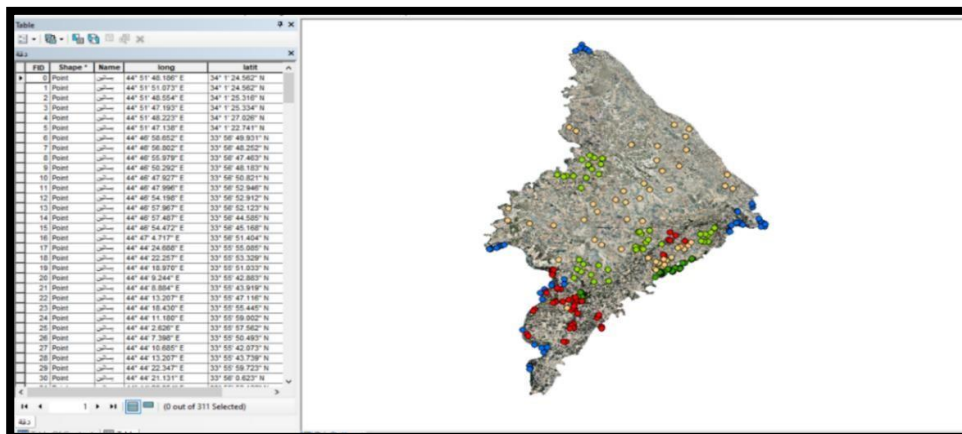 Table
دقة
FID Shape * Name long latit
0 Point بساتين 44° 51' 48.186" E 34° 1' 24.562" N
1 Point بساتين 44° 51' 51.073" E 34° 1' 24.562" N
2 Point بساتين 44° 51' 48.554" E 34° 1' 25.316" N
3 Point بساتين 44° 51' 47.193" E 34° 1' 25.334" N
4 Point بساتين 44° 51' 48.223" E 34° 1' 27.026" N
5 Point بساتين 44° 51' 47.138" E 34° 1' 22.741" N
6 Point بساتين 44° 46' 58.652" E 33° 56' 49.931" N
7 Point بساتين 44° 46' 56.802" E 33° 56' 48.252" N
8 Point بساتين 44° 46' 55.979" E 33° 56' 47.463" N
9 Point بساتين 44° 46' 50.292" E 33° 56' 48.183" N
10 Point بساتين 44° 46' 47.927" E 33° 56' 50.821" N
11 Point بساتين 44° 46' 47.996" E 33° 56' 52.946" N
12 Point بساتين 44° 46' 54.198" E 33° 56' 52.912" N
13 Point بساتين 44° 46' 57.967" E 33° 56' 52.123" N
14 Point بساتين 44° 46' 57.487" E 33° 56' 44.585" N
15 Point بساتين 44° 46' 54.472" E 33° 56' 45.168" N
16 Point بساتين 44° 47' 4.717" E 33° 56' 51.404" N
17 Point بساتين 44° 44' 24.688" E 33° 55' 55.085" N
18 Point بساتين 44° 44' 22.257" E 33° 55' 53.329" N
19 Point بساتين 44° 44' 18.976" E 33° 55' 51.033" N
20 Point بساتين 44° 44' 9.244" E 33° 55' 42.883" N
21 Point بساتين 44° 44' 8.884" E 33° 55' 43.919" N
22 Point بساتين 44° 44' 13.207" E 33° 55' 47.116" N
23 Point بساتين 44° 44' 18.430" E 33° 55' 55.445" N
24 Point بساتين 44° 44' 11.180" E 33° 55' 59.002" N
25 Point بساتين 44° 44' 2.626" E 33° 55' 57.562" N
26 Point بساتين 44° 44' 7.398" E 33° 55' 50.493" N
27 Point بساتين 44° 44' 10.685" E 33° 55' 42.073" N
28 Point بساتين 44° 44' 13.207" E 33° 55' 43.739" N
29 Point بساتين 44° 44' 22.347" E 33° 55' 59.723" N
30 Point بساتين 44° 44' 21.131" E 33° 56' 0.623" N
1 (0 out of 311 Selected)
دقة